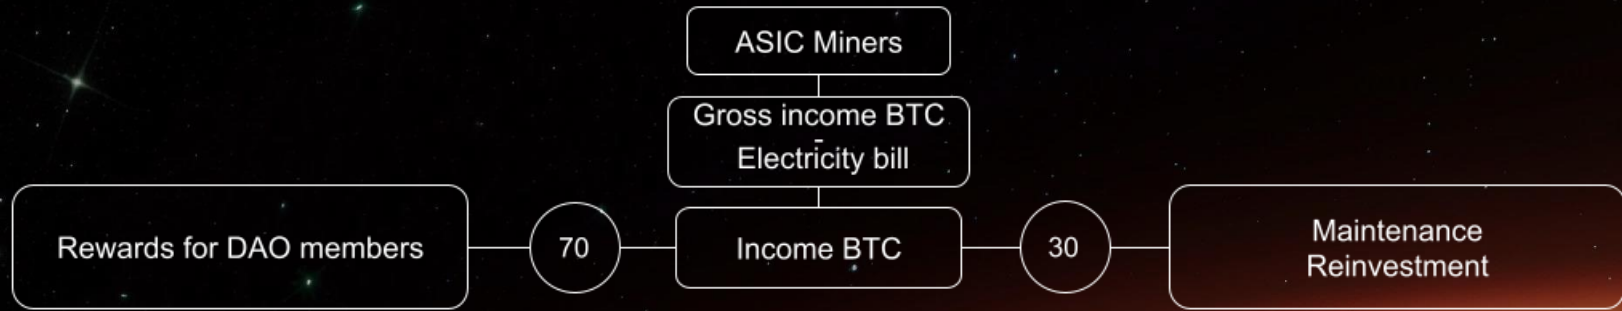 ASIC Miners
Gross income BTC
-
Electricity bill
Rewards for DAO members
70
Income BTC
30
Maintenance
Reinvestment